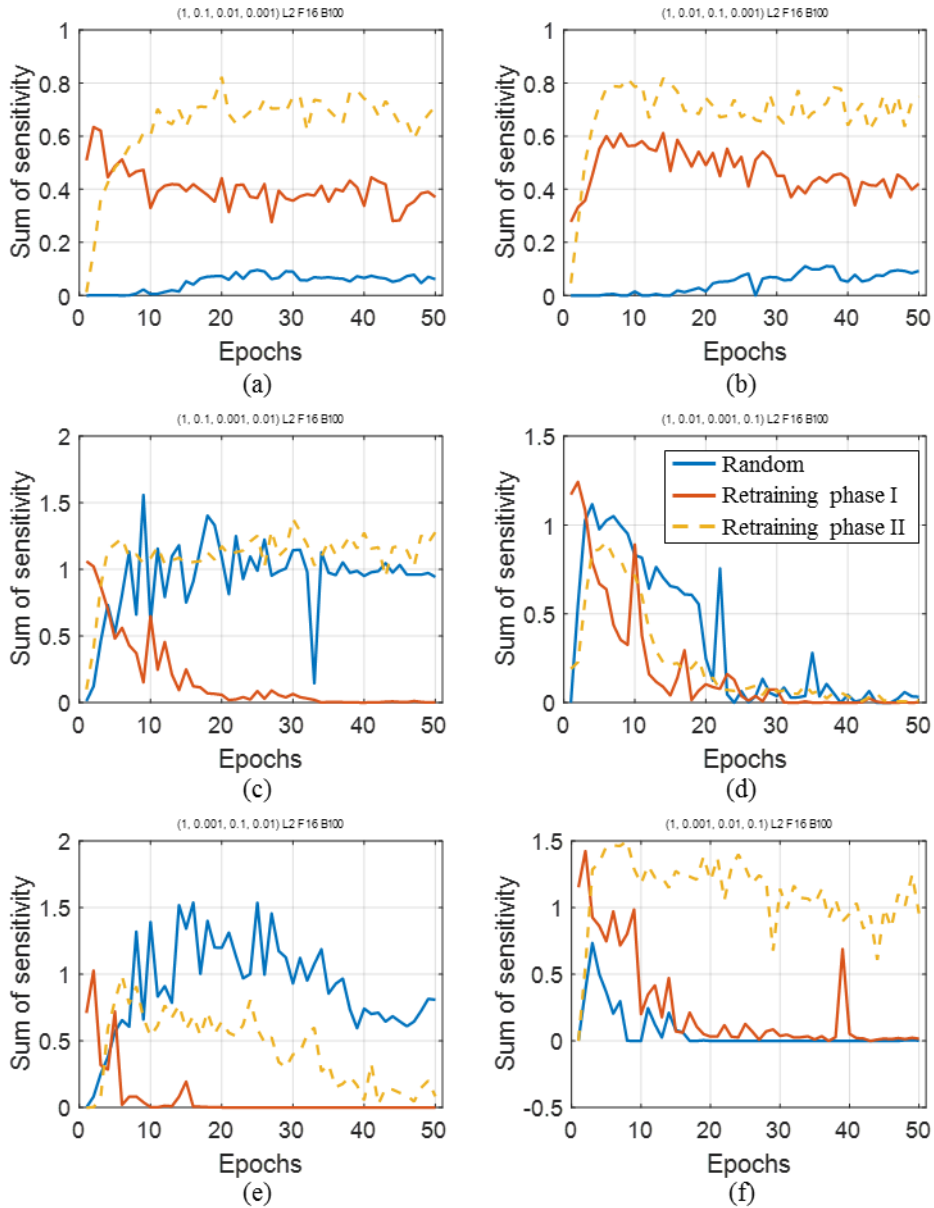 (1, 0.1, 0.01, 0.001) L2 F16 B100
Sum of sensitivity
1
0.8
0.6
0.4
0.2
0
0 10 20 30 40 50
Epochs
(a)
(1, 0.01, 0.1, 0.001) L2 F16 B100
Sum of sensitivity
1
0.8
0.6
0.4
0.2
0
0 10 20 30 40 50
Epochs
(b)
(1, 0.1, 0.001, 0.01) L2 F16 B100
Sum of sensitivity
2
1.5
1
0.5
0
0 10 20 30 40 50
Epochs
(c)
(1, 0.01, 0.001, 0.1) L2 F16 B100
Sum of sensitivity
1.5
1
0.5
0
Random
Retraining phase I
Retraining phase II
0 10 20 30 40 50
Epochs
(d)
(1, 0.001, 0.1, 0.01) L2 F16 B100
Sum of sensitivity
2
1.5
1
0.5
0
0 10 20 30 40 50
Epochs
(e)
(1, 0.001, 0.01, 0.1) L2 F16 B100
Sum of sensitivity
1.5
1
0.5
0
-0.5
0 10 20 30 40 50
Epochs
(f)